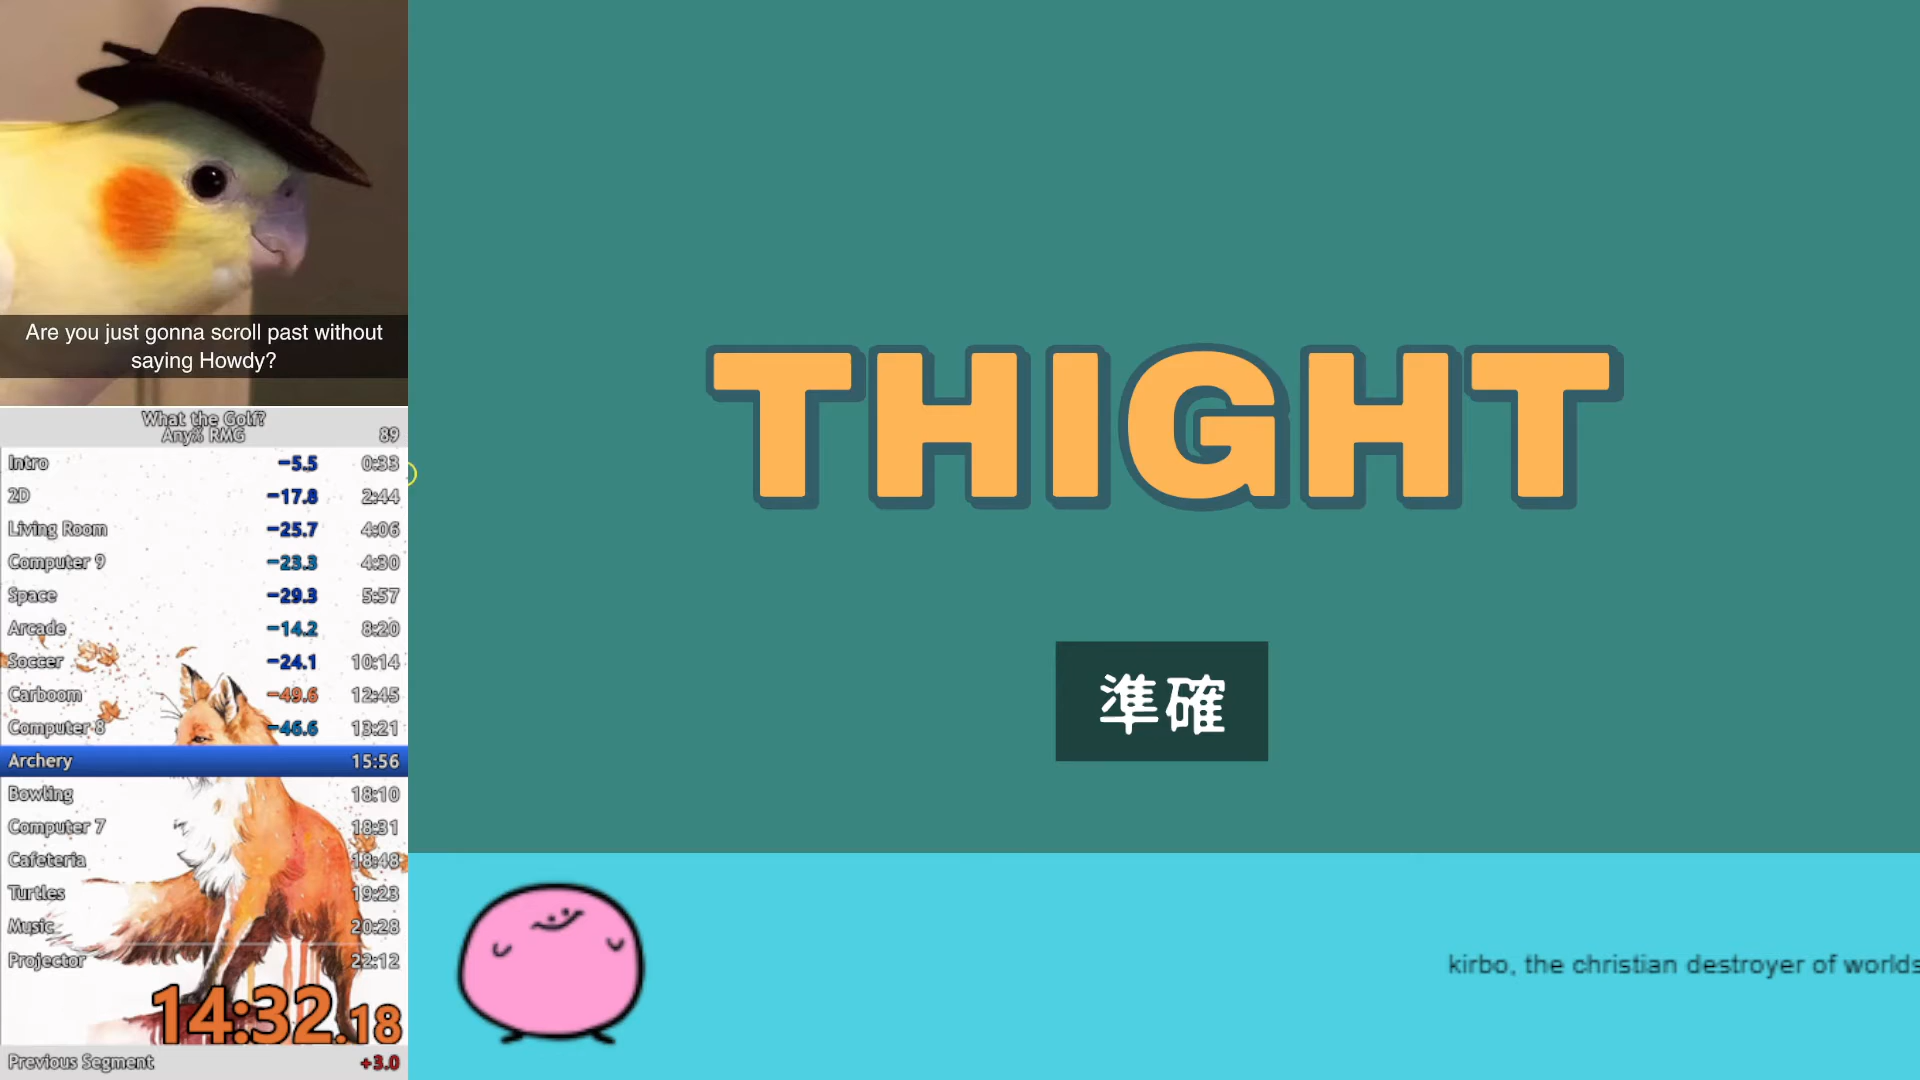 Are you just gonna scroll past without
saying Howdy?
What the Golf?
Any% RMG 89
Intro -5.5 0:33
2D -17.8 2:44
Living Room -25.7 4:06
Computer 9 -23.3 4:30
Space -29.3 5:57
Arcade -14.2 8:20
Soccer -24.1 10:14
Carboom -49.6 12:45
Computer 8 -46.6 13:21
Archery 15:56
Bowling 18:10
Computer 7 18:31
Cafeteria 18:48
Turtles 19:23
Music 20:28
Projector 22:12
14:32.18
Previous Segment +3.0
THIGHT
準確
kirbo, the christian destroyer of worlds